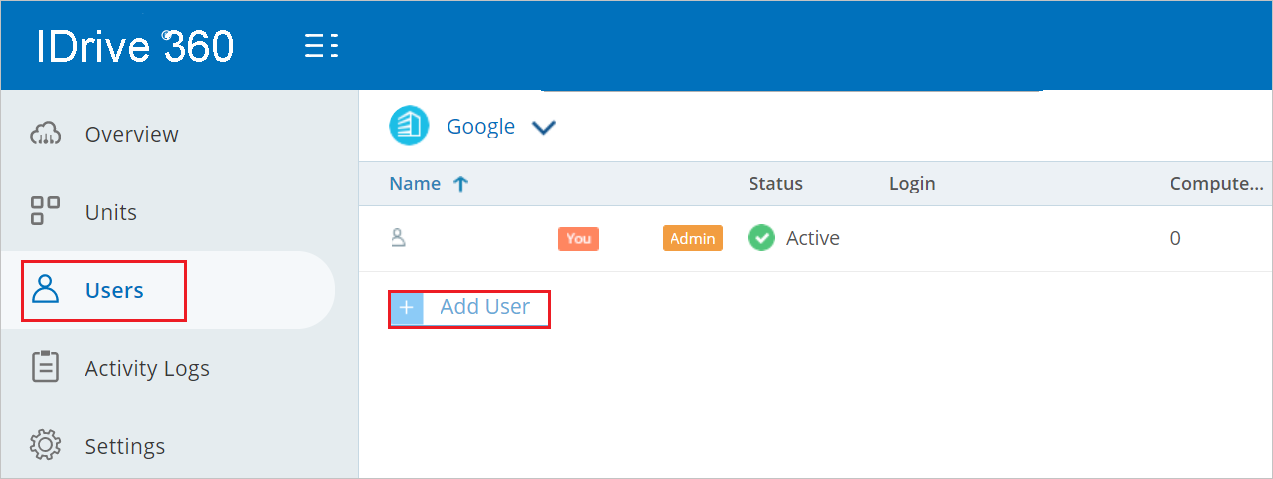 IDrive 360
Overview
Units
Users
Activity Logs
Settings
Google
Name Status Login Compute...
You Admin Active 0
+ Add User